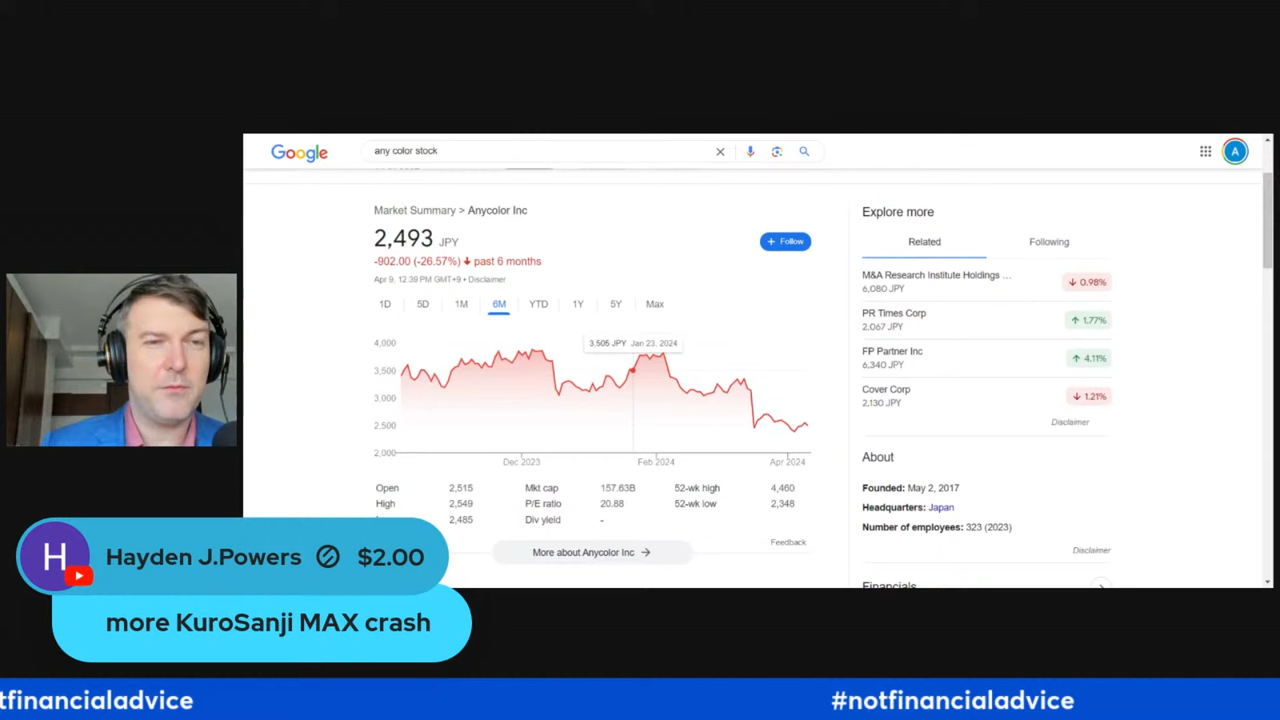 Google
any color stock
A
Market Summary > Anycolor Inc
2,493 JPY
+ Follow
-902.00 (-26.57%) ↓ past 6 months
Apr 9, 12:39 PM GMT+9 • Disclaimer
1D 5D 1M 6M YTD 1Y 5Y Max
3,505 JPY Jan 23, 2024
4,000
3,500
3,000
2,500
2,000
Dec 2023 Feb 2024 Apr 2024
Open 2,515 Mkt cap 157.63B 52-wk high 4,460
High 2,549 P/E ratio 20.88 52-wk low 2,348
2,485 Div yield -
Feedback
More about Anycolor Inc →
Explore more
Related Following
M&A Research Institute Holdings ...
6,080 JPY
↓ 0.98%
PR Times Corp
2,067 JPY
↑ 1.77%
FP Partner Inc
6,340 JPY
↑ 4.11%
Cover Corp
2,130 JPY
↓ 1.21%
Disclaimer
About
Founded: May 2, 2017
Headquarters: Japan
Number of employees: 323 (2023)
Disclaimer
Financials
H
Hayden J.Powers $2.00
more KuroSanji MAX crash
tfinancialadvice
#notfinancialadvice